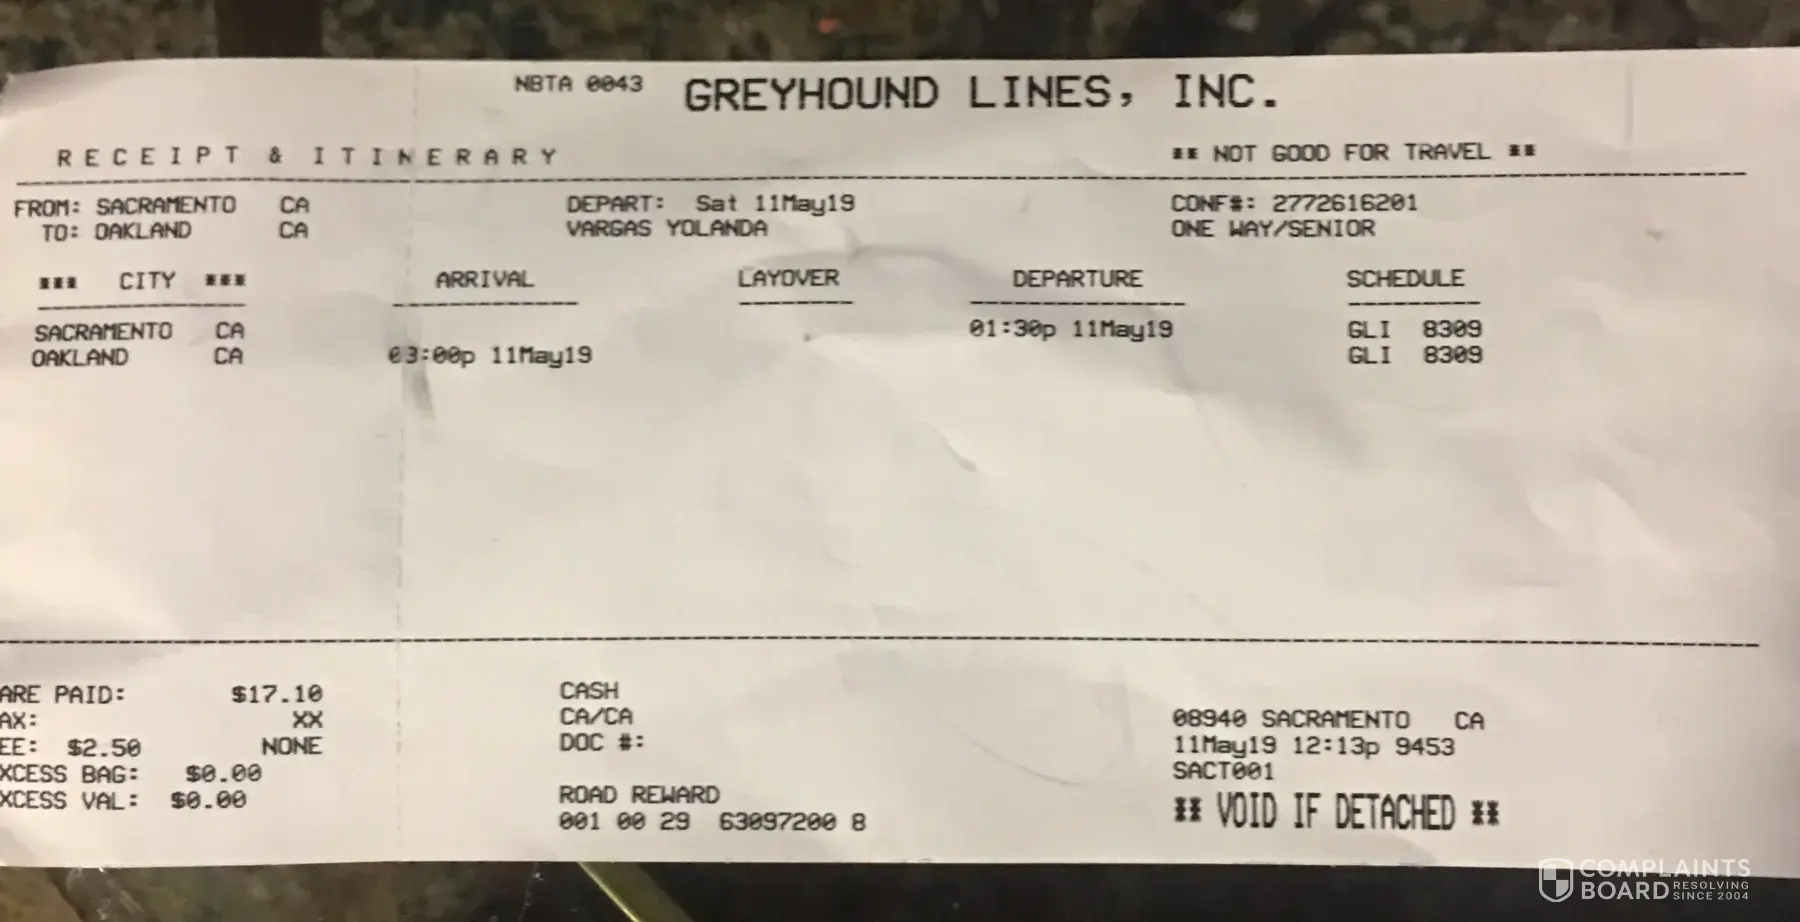 NBTA 0043 GREYHOUND LINES, INC.
RECEIPT & ITINERARY ** NOT GOOD FOR TRAVEL **
FROM: SACRAMENTO CA DEPART: Sat 11May19 CONF#: 2772616201
TO: OAKLAND CA VARGAS YOLANDA ONE WAY/SENIOR
*** CITY *** ARRIVAL LAYOVER DEPARTURE SCHEDULE
SACRAMENTO CA 01:30p 11May19 GLI 8309
OAKLAND CA 03:00p 11May19 GLI 8309
ARE PAID: $17.10 CASH
AX: XX CA/CA 08940 SACRAMENTO CA
EE: $2.50 NONE DOC #: 11May19 12:13p 9453
XCESS BAG: $0.00 SACT001
XCESS VAL: $0.00 ROAD REWARD ** VOID IF DETACHED **
001 00 29 63097200 8
COMPLAINTS
BOARD RESOLVING SINCE 2004